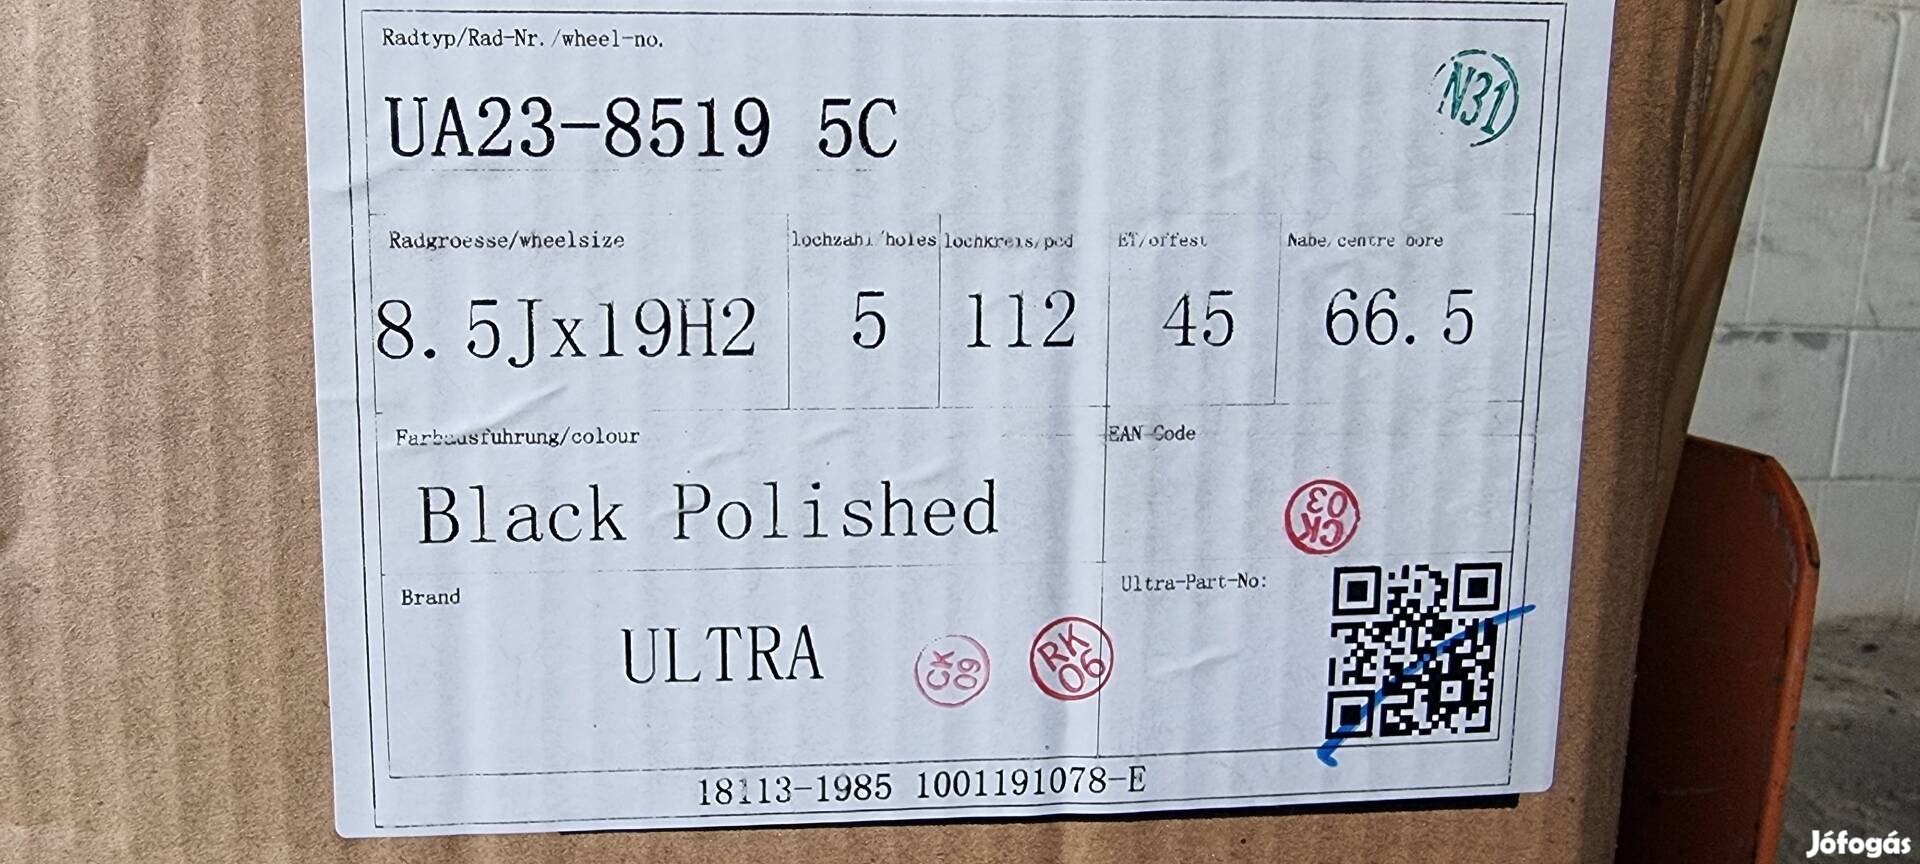 Radtyp/Rad-Nr./wheel-no.
N31
UA23-8519 5C
Radgroesse/wheelsize
lochzahl/holes
lochkreis/pcd
ET/offest
Nabe/centre bore
8.5Jx19H2
5
112
45
66.5
Farbausfuhrung/colour
EAN-Code
Black Polished
CK
03
Brand
Ultra-Part-No:
ULTRA
CK
09
RK
06
18113-1985 1001191078-E
Jófogás